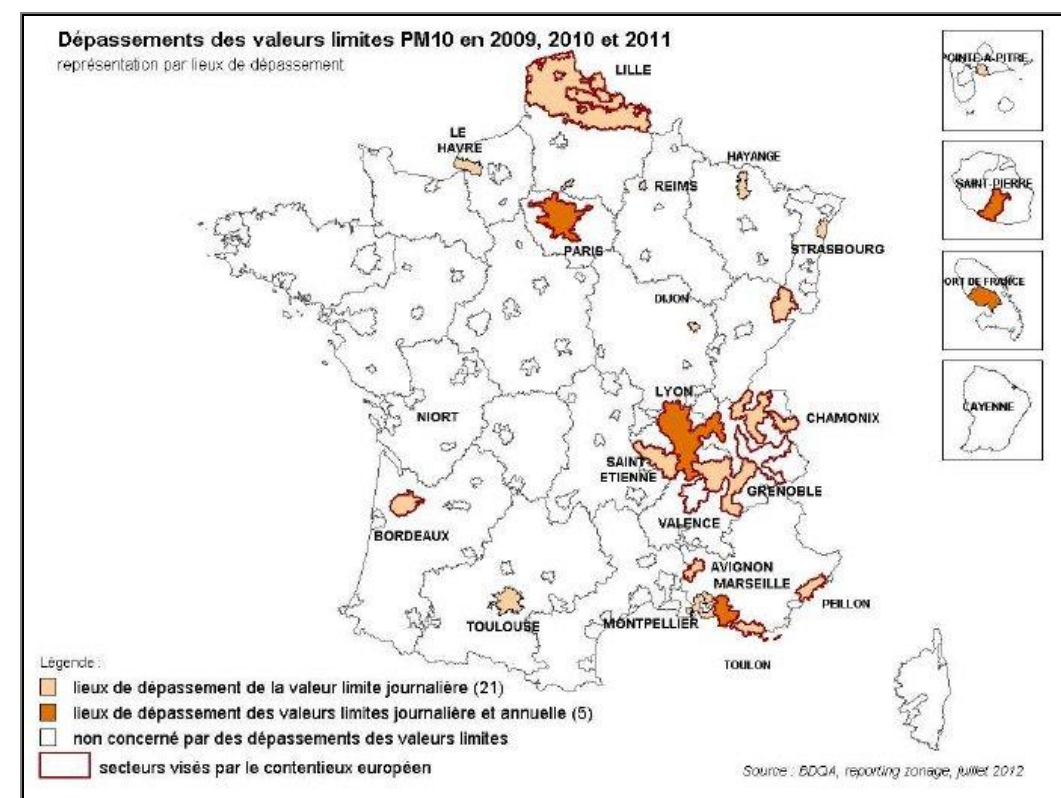 Dépassements des valeurs limites PM10 en 2009, 2010 et 2011
représentation par lieux de dépassement
LILLE
POINTE-A-PITRE
LE
HAVRE
HAYANGE
REIMS
SAINT-PIERRE
PARIS
STRASBOURG
DIJON
ORT DE FRANCE
LYON
CAYENNE
NIORT
CHAMONIX
SAINT-
ETIENNE
GRENOBLE
VALENCE
BORDEAUX
AVIGNON
MARSEILLE
PEILLON
TOULOUSE
MONTPELLIER
TOULON
Légende :
lieux de dépassement de la valeur limite journalière (21)
lieux de dépassement des valeurs limites journalière et annuelle (5)
non concerné par des dépassements des valeurs limites
secteurs visés par le contentieux européen
Source : BDQA, reporting zonage, juillet 2012